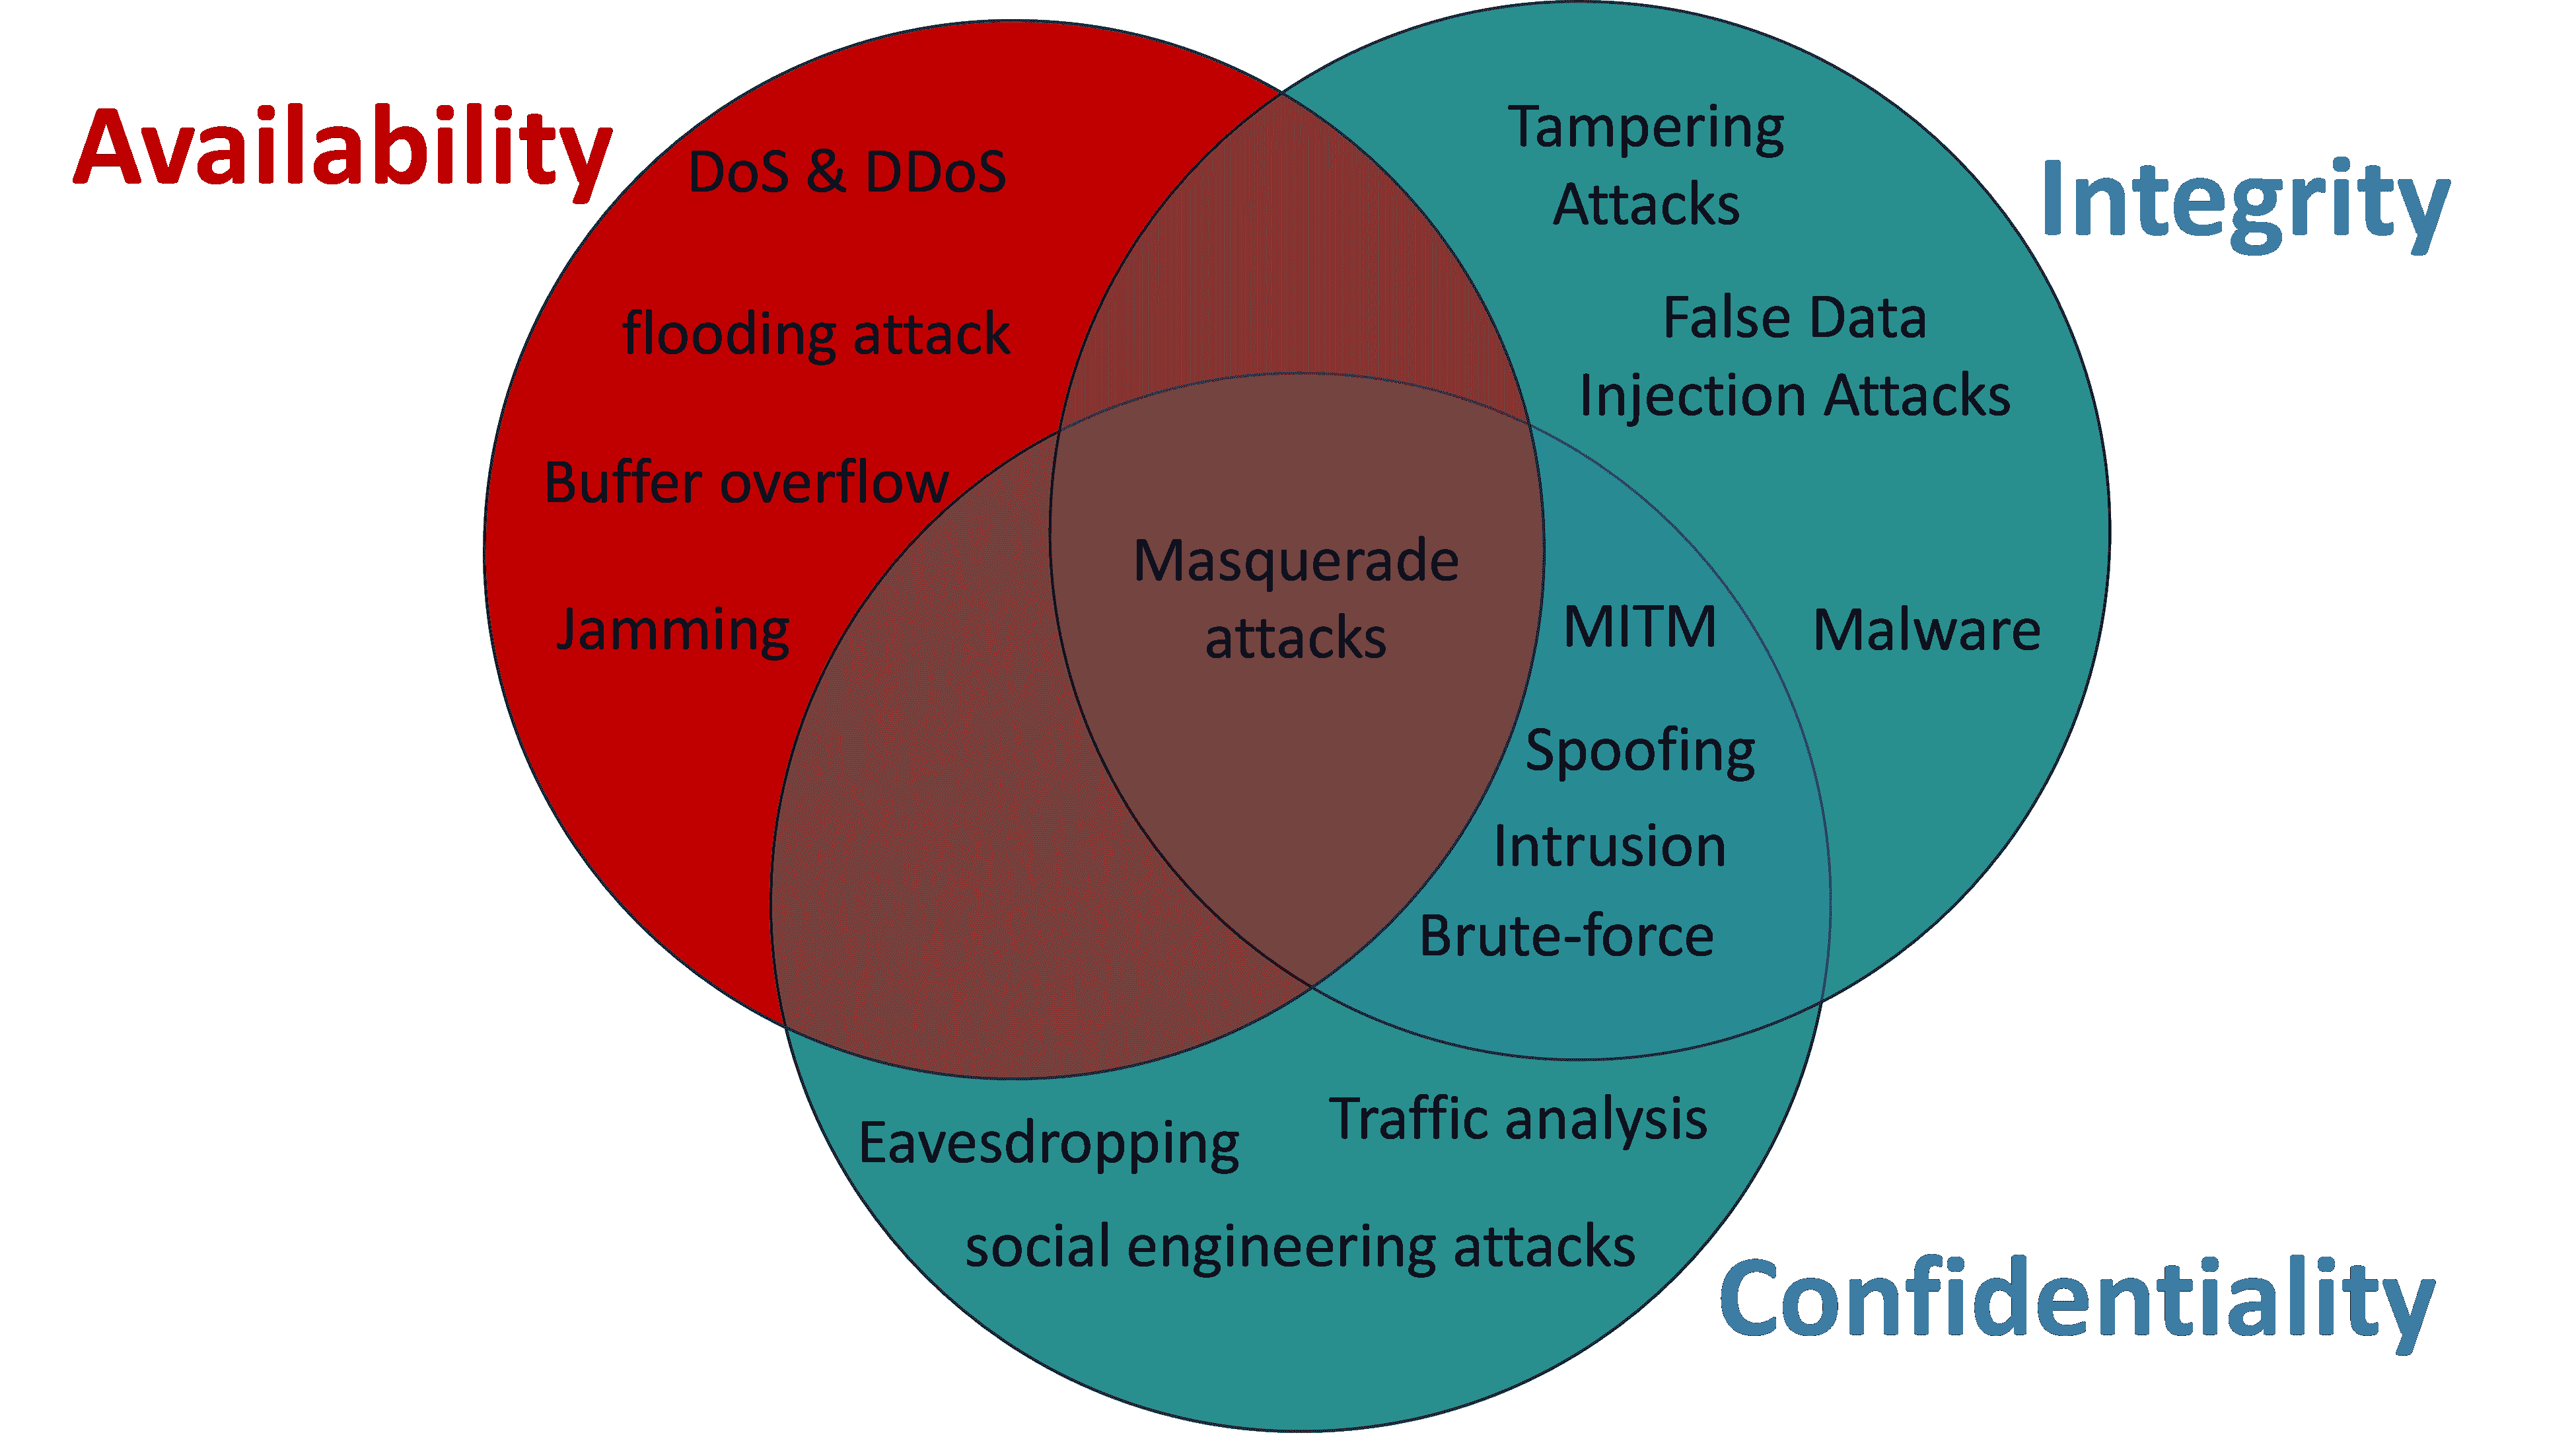 Availability
DoS & DDoS
flooding attack
Buffer overflow
Jamming
Tampering
Attacks
Integrity
False Data
Injection Attacks
Masquerade
attacks
MITM
Malware
Spoofing
Intrusion
Brute-force
Eavesdropping
Traffic analysis
social engineering attacks
Confidentiality